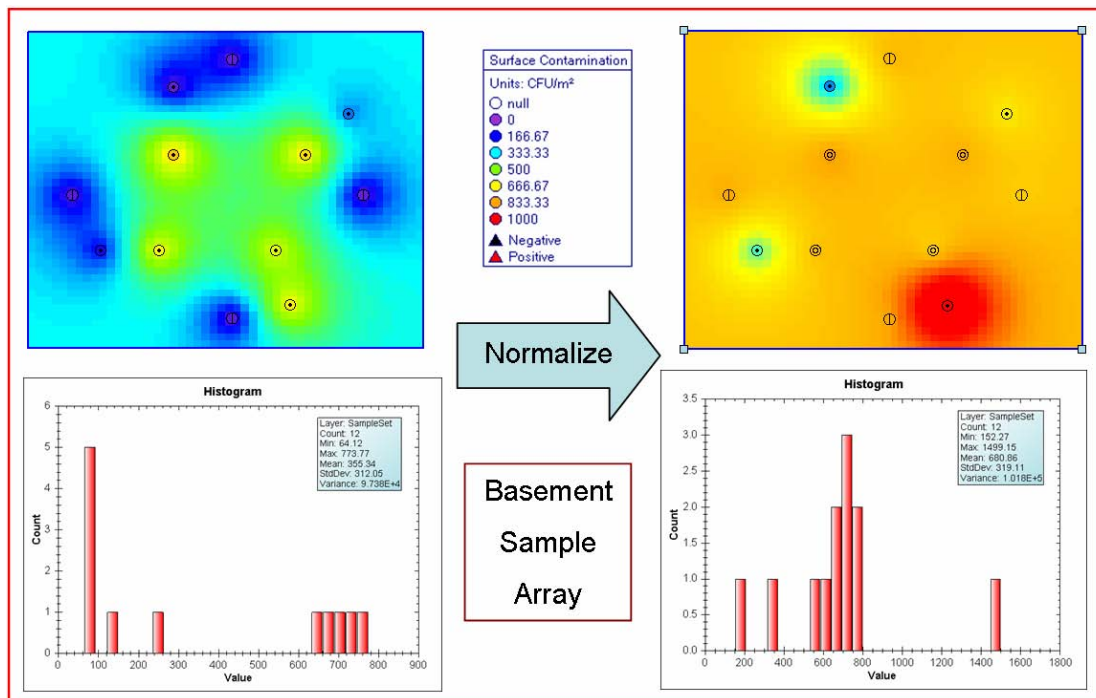 Surface Contamination
Units: CFU/m²
null
0
166.67
333.33
500
666.67
833.33
1000
Negative
Positive
Normalize
Basement
Sample
Array
Histogram
Layer: SampleSet
Count: 12
Min: 64.12
Max: 773.77
Mean: 355.34
StdDev: 312.05
Variance: 9.738E+4
Count
6
5
4
3
2
1
0
0 100 200 300 400 500 600 700 800 900
Value
Histogram
Layer: SampleSet
Count: 12
Min: 152.27
Max: 1499.15
Mean: 680.86
StdDev: 319.11
Variance: 1.018E+5
Count
3.5
3.0
2.5
2.0
1.5
1.0
0.5
0.0
0 200 400 600 800 1000 1200 1400 1600 1800
Value